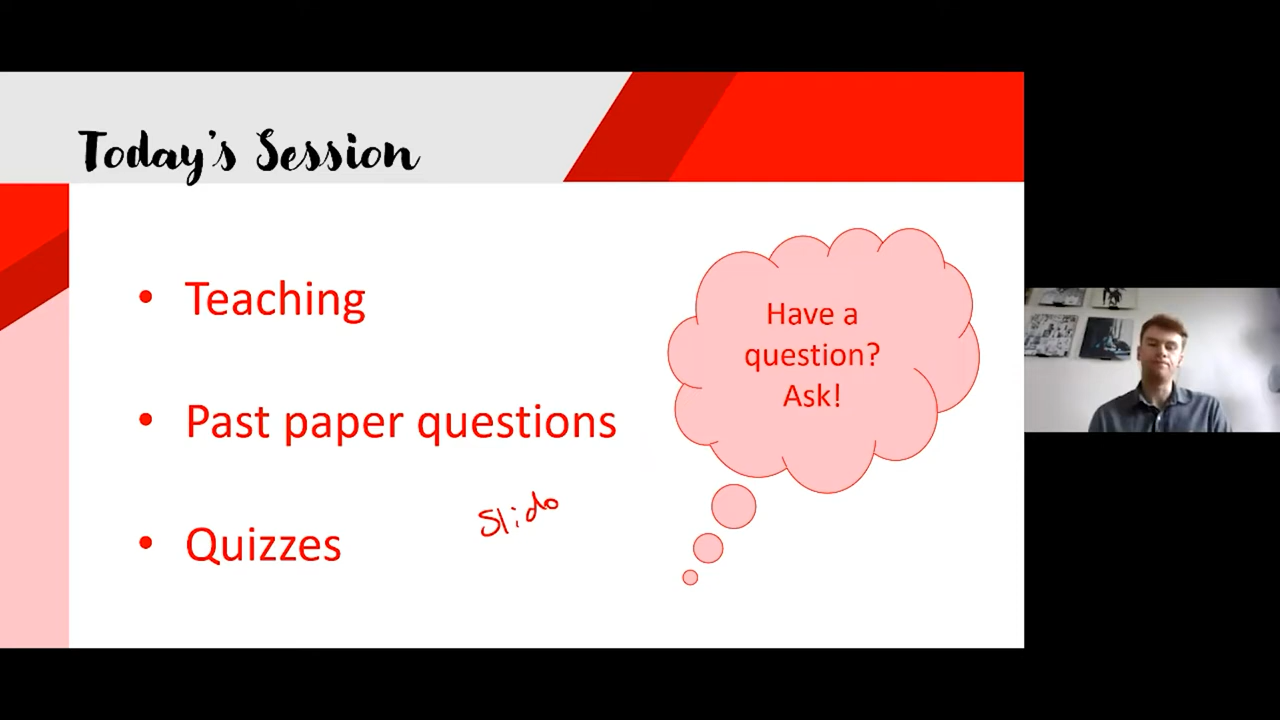 Today's Session
• Teaching
• Past paper questions
• Quizzes
Slido
Have a
question?
Ask!